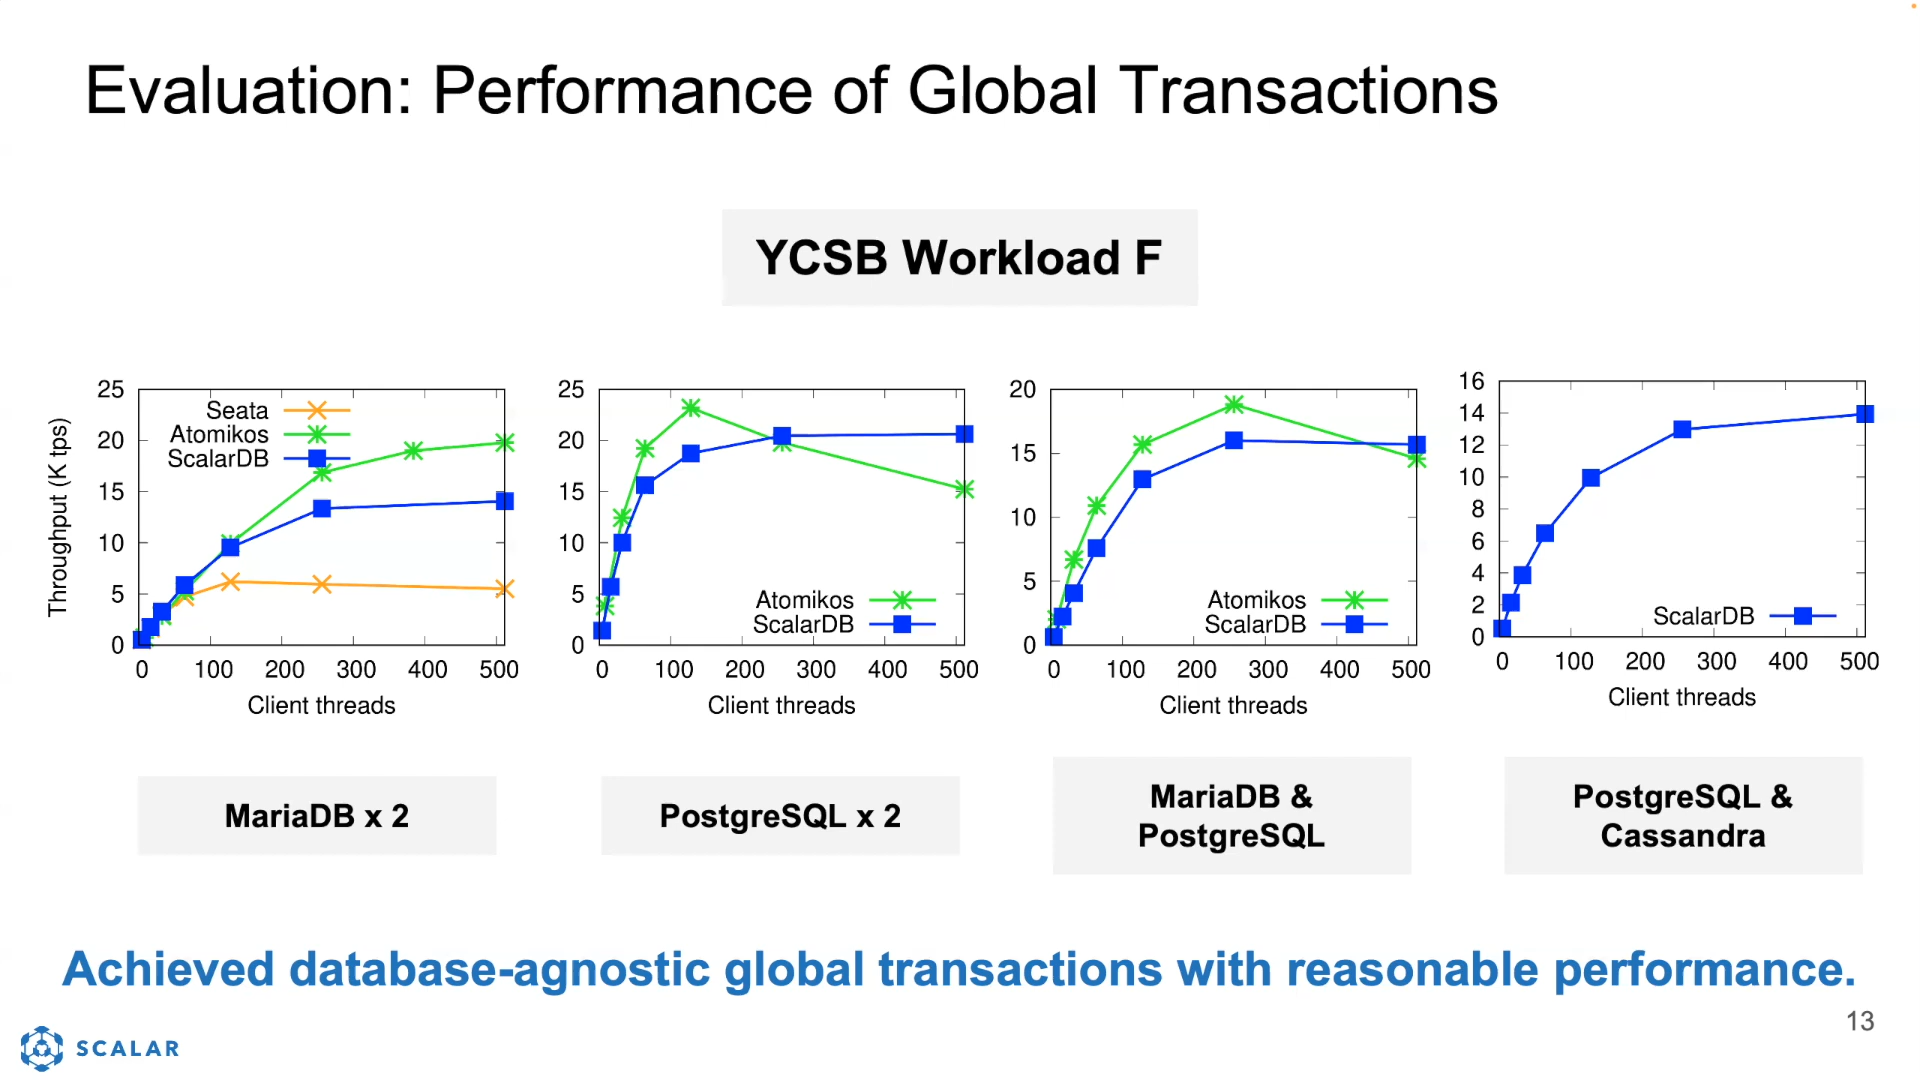 Evaluation: Performance of Global Transactions
YCSB Workload F
Throughput (K tps)
25
20
15
10
5
0
Seata
Atomikos
ScalarDB
0 100 200 300 400 500
Client threads
MariaDB x 2
25
20
15
10
5
0
Atomikos
ScalarDB
0 100 200 300 400 500
Client threads
PostgreSQL x 2
20
15
10
5
0
Atomikos
ScalarDB
0 100 200 300 400 500
Client threads
MariaDB &
PostgreSQL
16
14
12
10
8
6
4
2
0
ScalarDB
0 100 200 300 400 500
Client threads
PostgreSQL &
Cassandra
Achieved database-agnostic global transactions with reasonable performance.
13
SCALAR